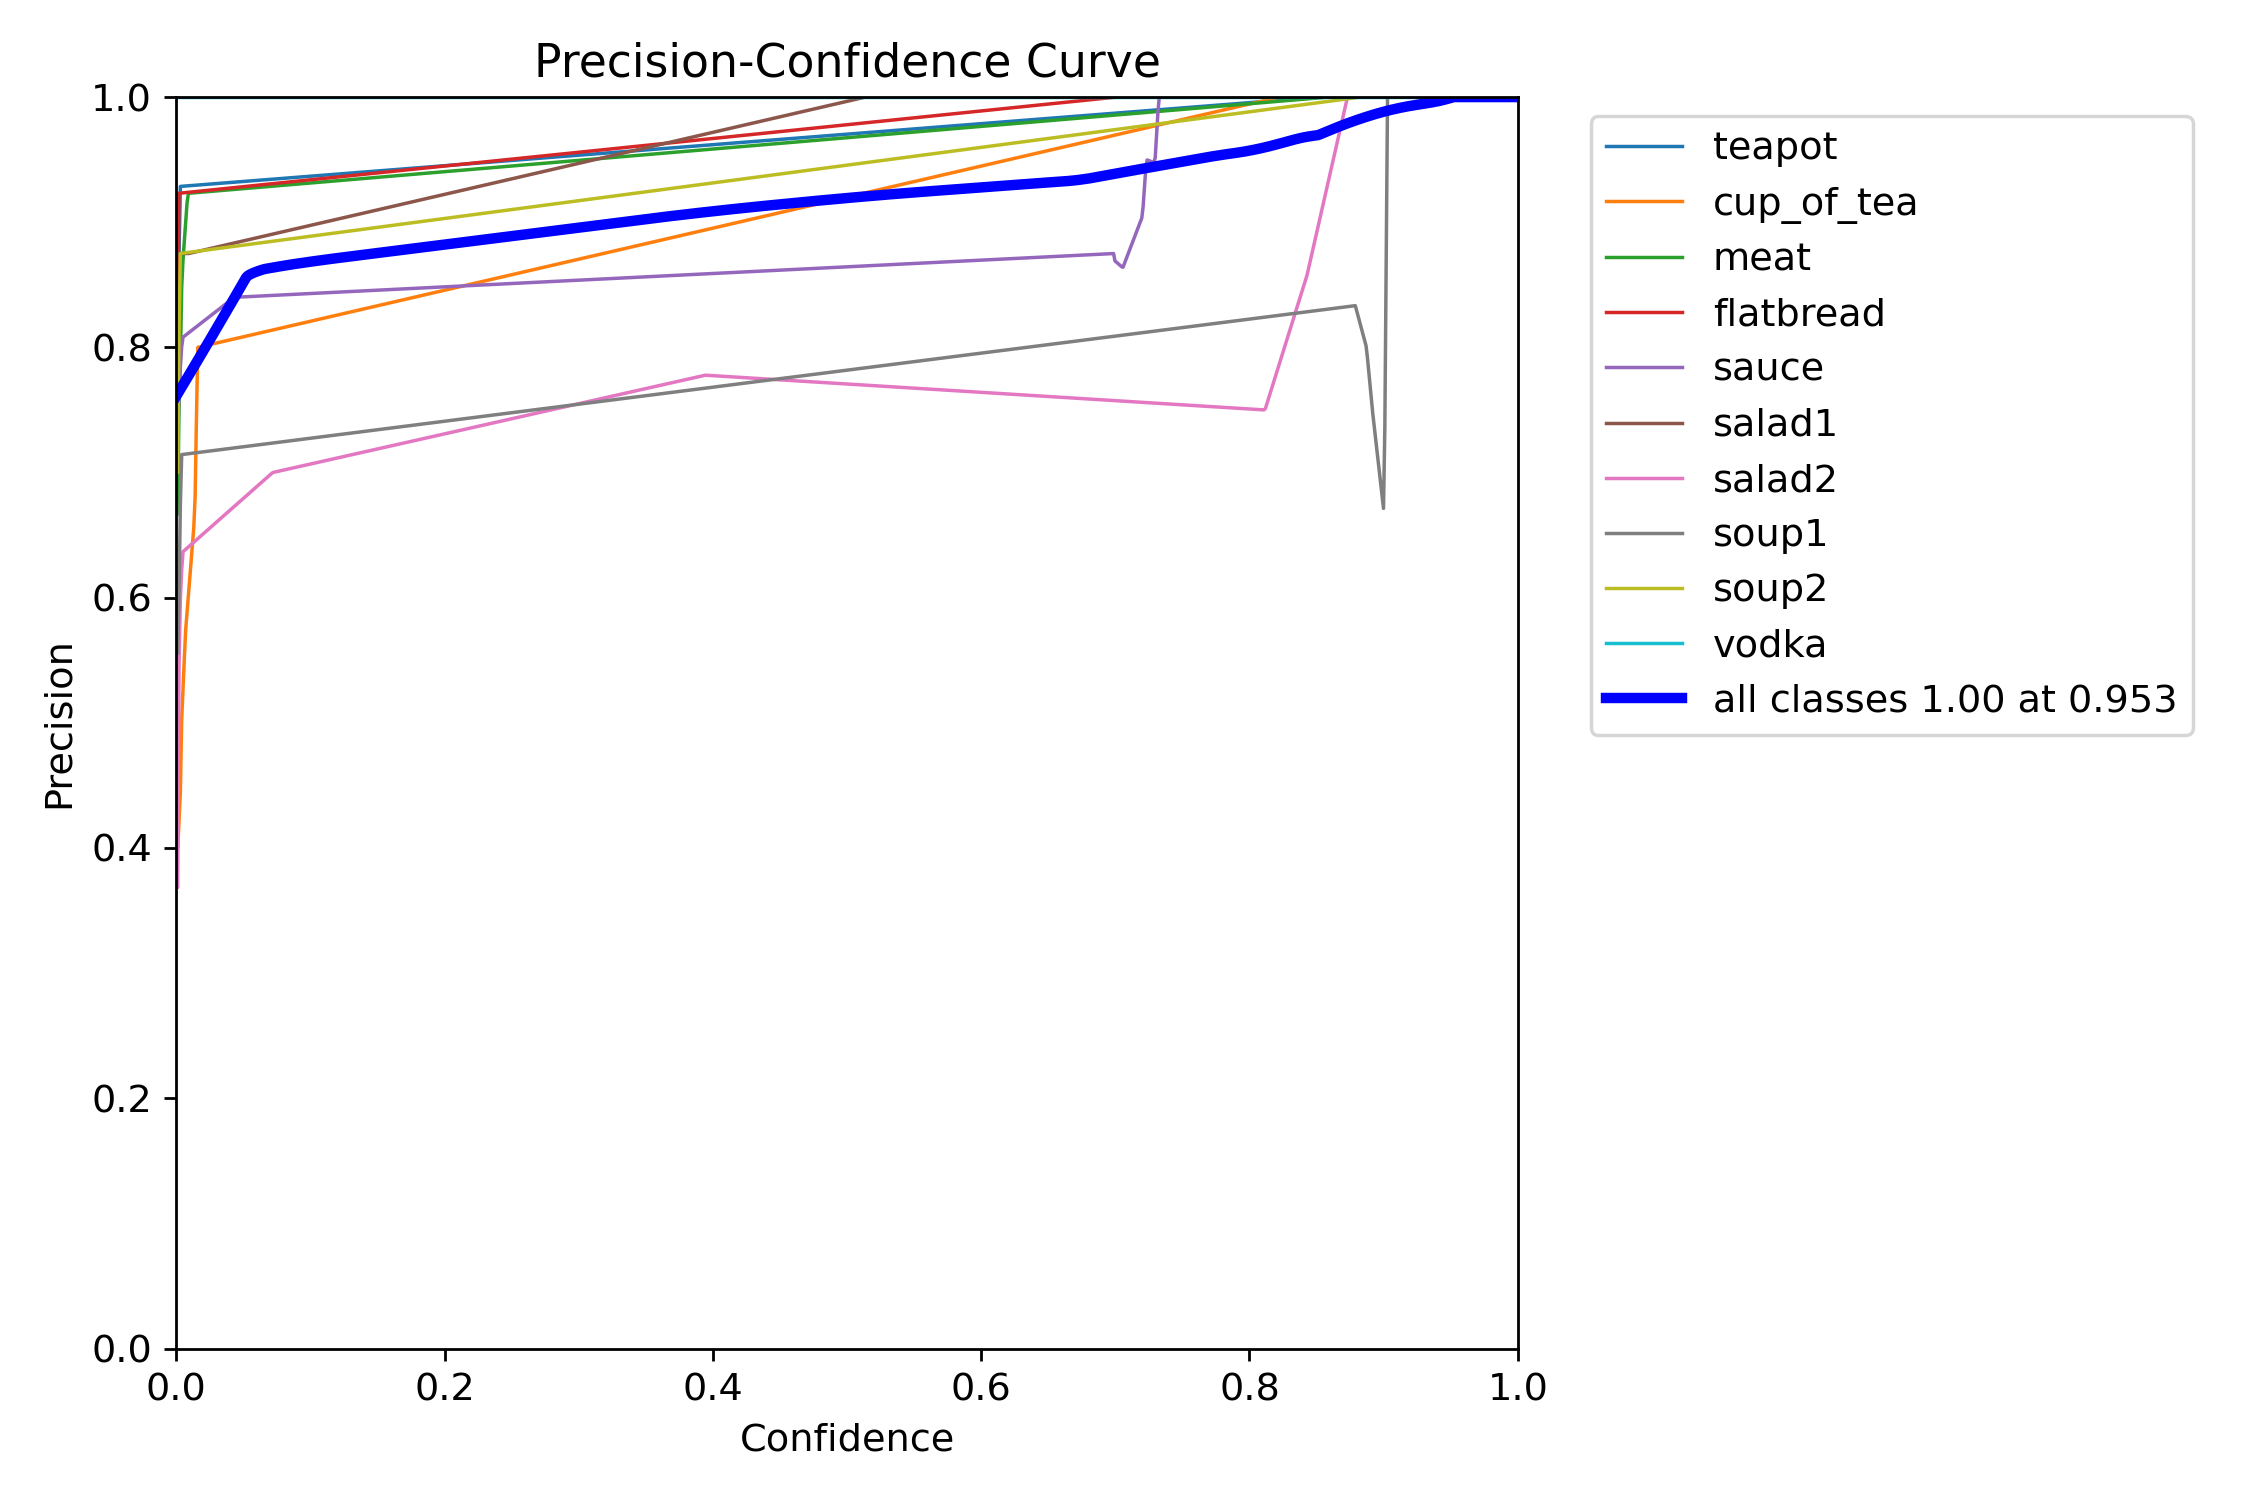 Precision-Confidence Curve
1.0
0.8
0.6
0.4
0.2
0.0
Precision
0.0 0.2 0.4 0.6 0.8 1.0
Confidence
teapot
cup_of_tea
meat
flatbread
sauce
salad1
salad2
soup1
soup2
vodka
all classes 1.00 at 0.953